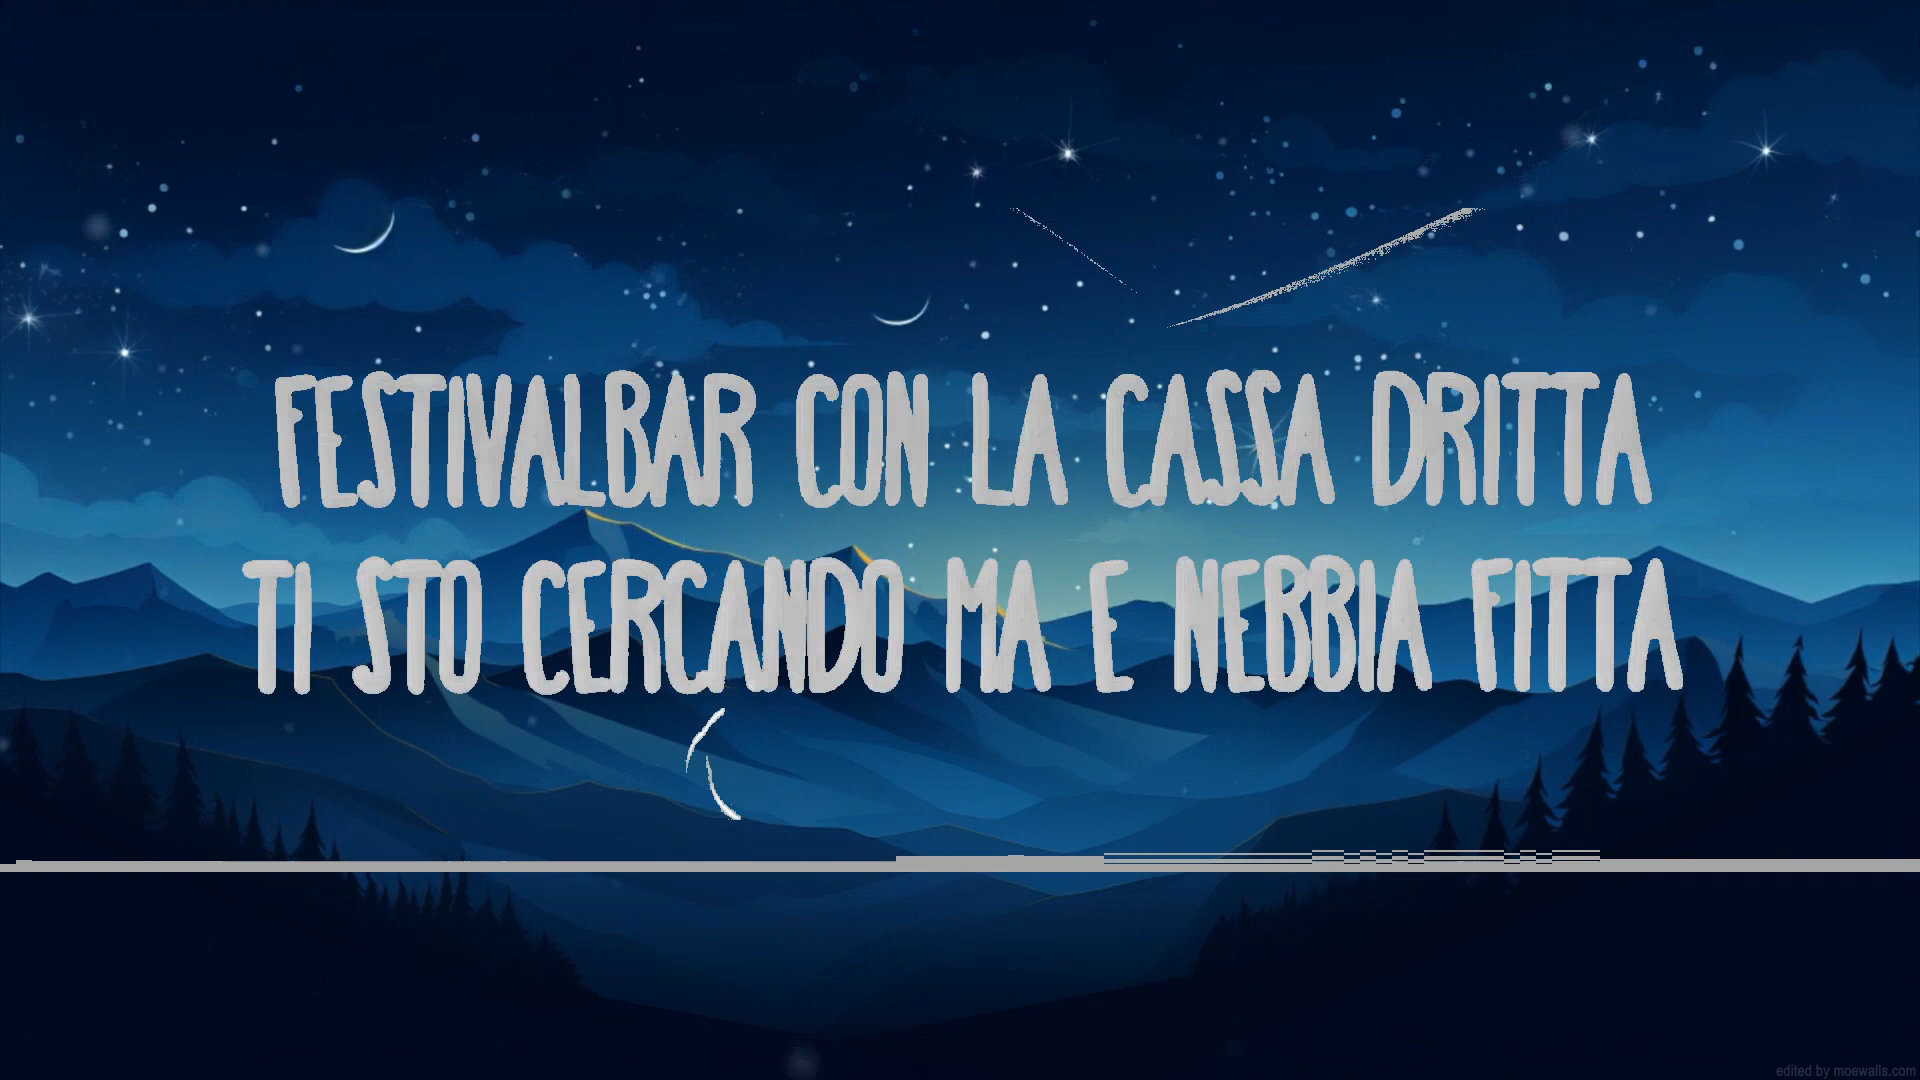 FESTIVALBAR CON LA CASSA DRITTA
TI STO CERCANDO MA E NEBBIA FITTA
edited by moewalls.com